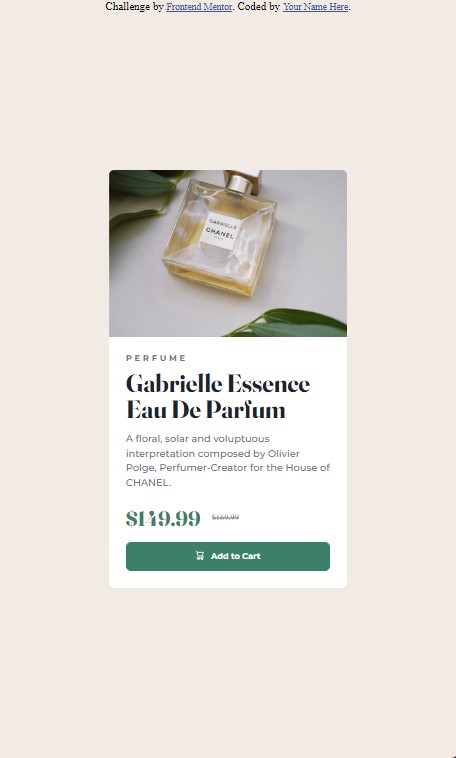 Challenge by Frontend Mentor. Coded by Your Name Here.
GABRIELLE
CHANEL
PERFUME
Gabrielle Essence
Eau De Parfum
A floral, solar and voluptuous
interpretation composed by Olivier
Polge, Perfumer-Creator for the House of
CHANEL.
$149.99 $169.99
Add to Cart